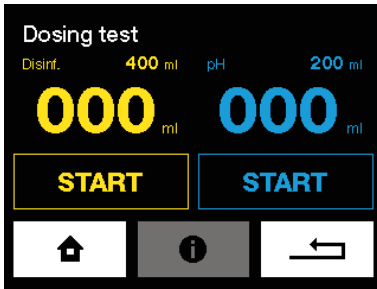 Dosing test
Disinf. 400 ml pH 200 ml
000 ml 000 ml
START START
i